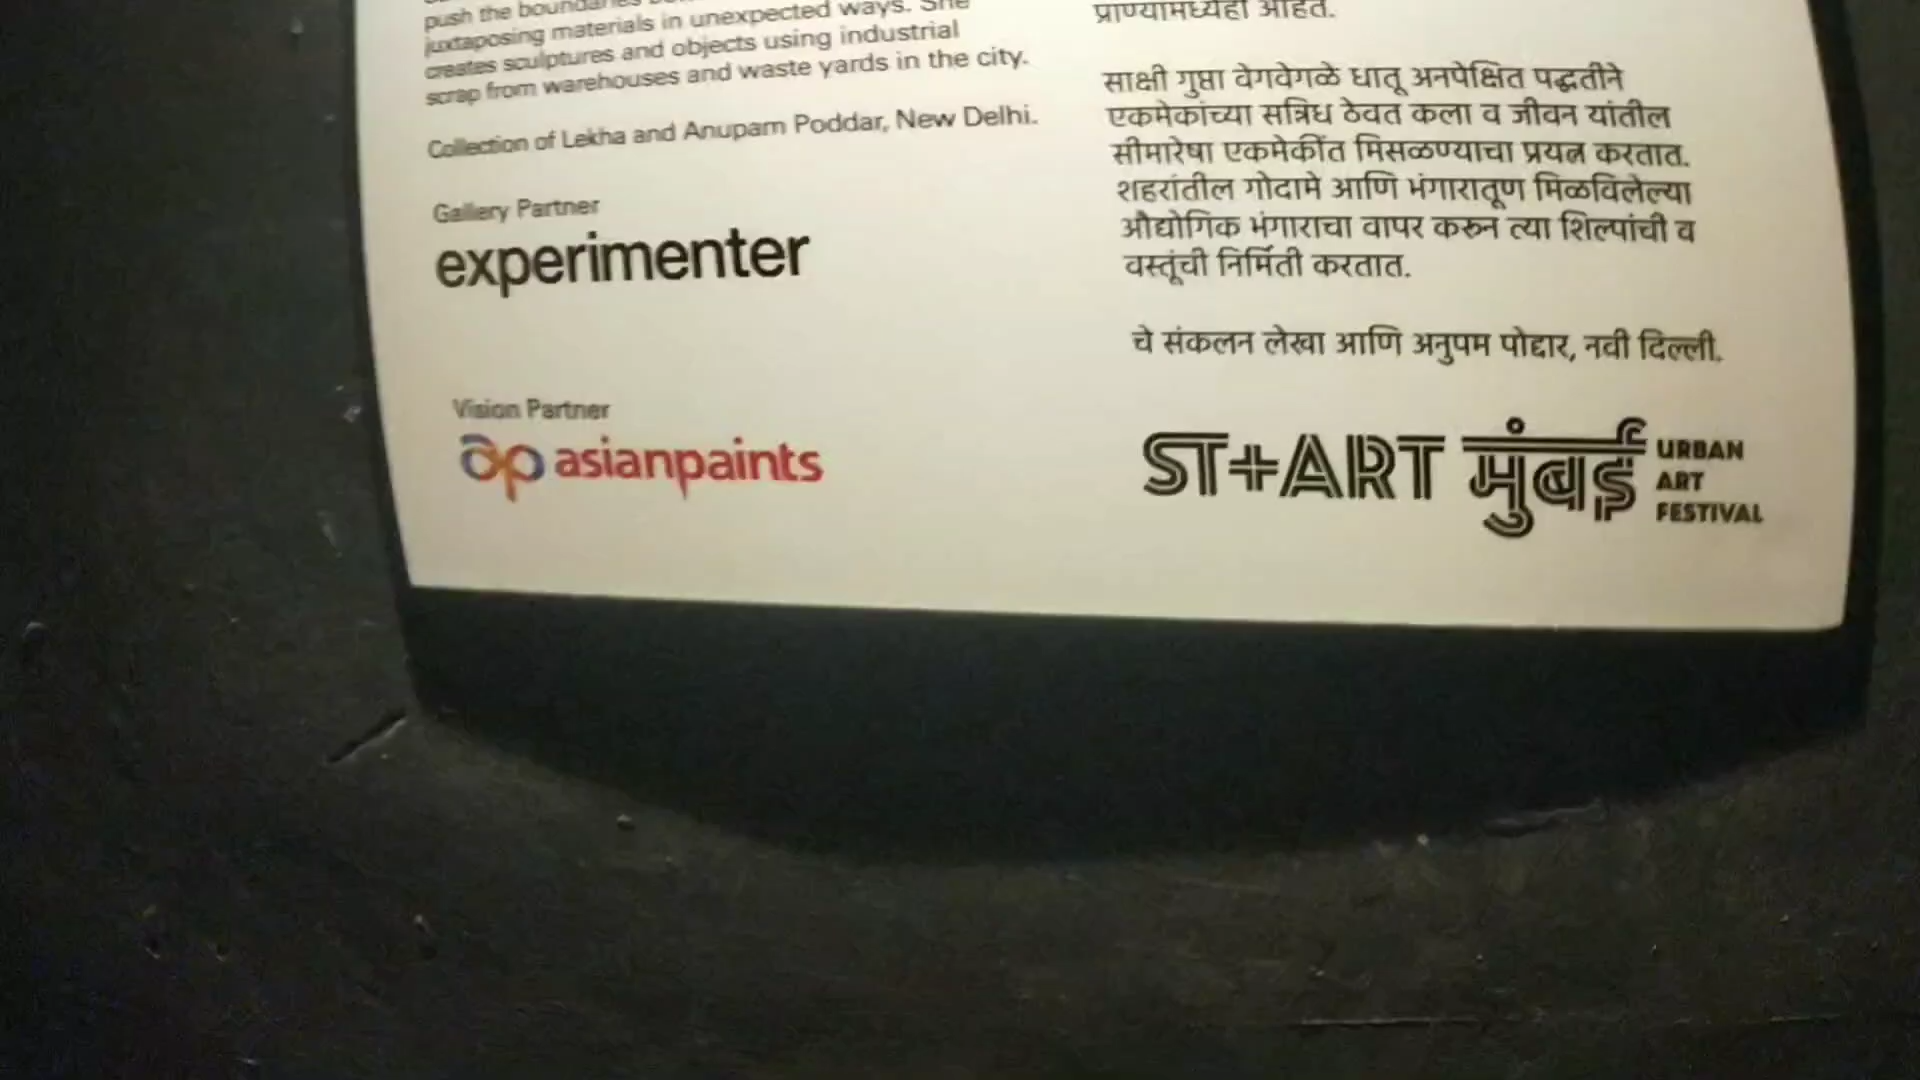 push the boundaries
juxtaposing materials in unexpected ways. She
creates sculptures and objects using industrial
scrap from warehouses and waste yards in the city.
Collection of Lekha and Anupam Poddar, New Delhi.
Gallery Partner
experimenter
Vision Partner
ap asianpaints
प्राण्यांमध्येही आहेत.
साक्षी गुप्ता वेगवेगळे धातू अनपेक्षित पद्धतीने
एकमेकांच्या सन्निध ठेवत कला व जीवन यांतील
सीमारेषा एकमेकींत मिसळण्याचा प्रयत्न करतात.
शहरांतील गोदामे आणि भंगारातूण मिळविलेल्या
औद्योगिक भंगाराचा वापर करून त्या शिल्पांची व
वस्तूंची निर्मिती करतात.
चे संकलन लेखा आणि अनुपम पोद्दार, नवी दिल्ली.
ST+ART मुंबई URBAN
ART
FESTIVAL